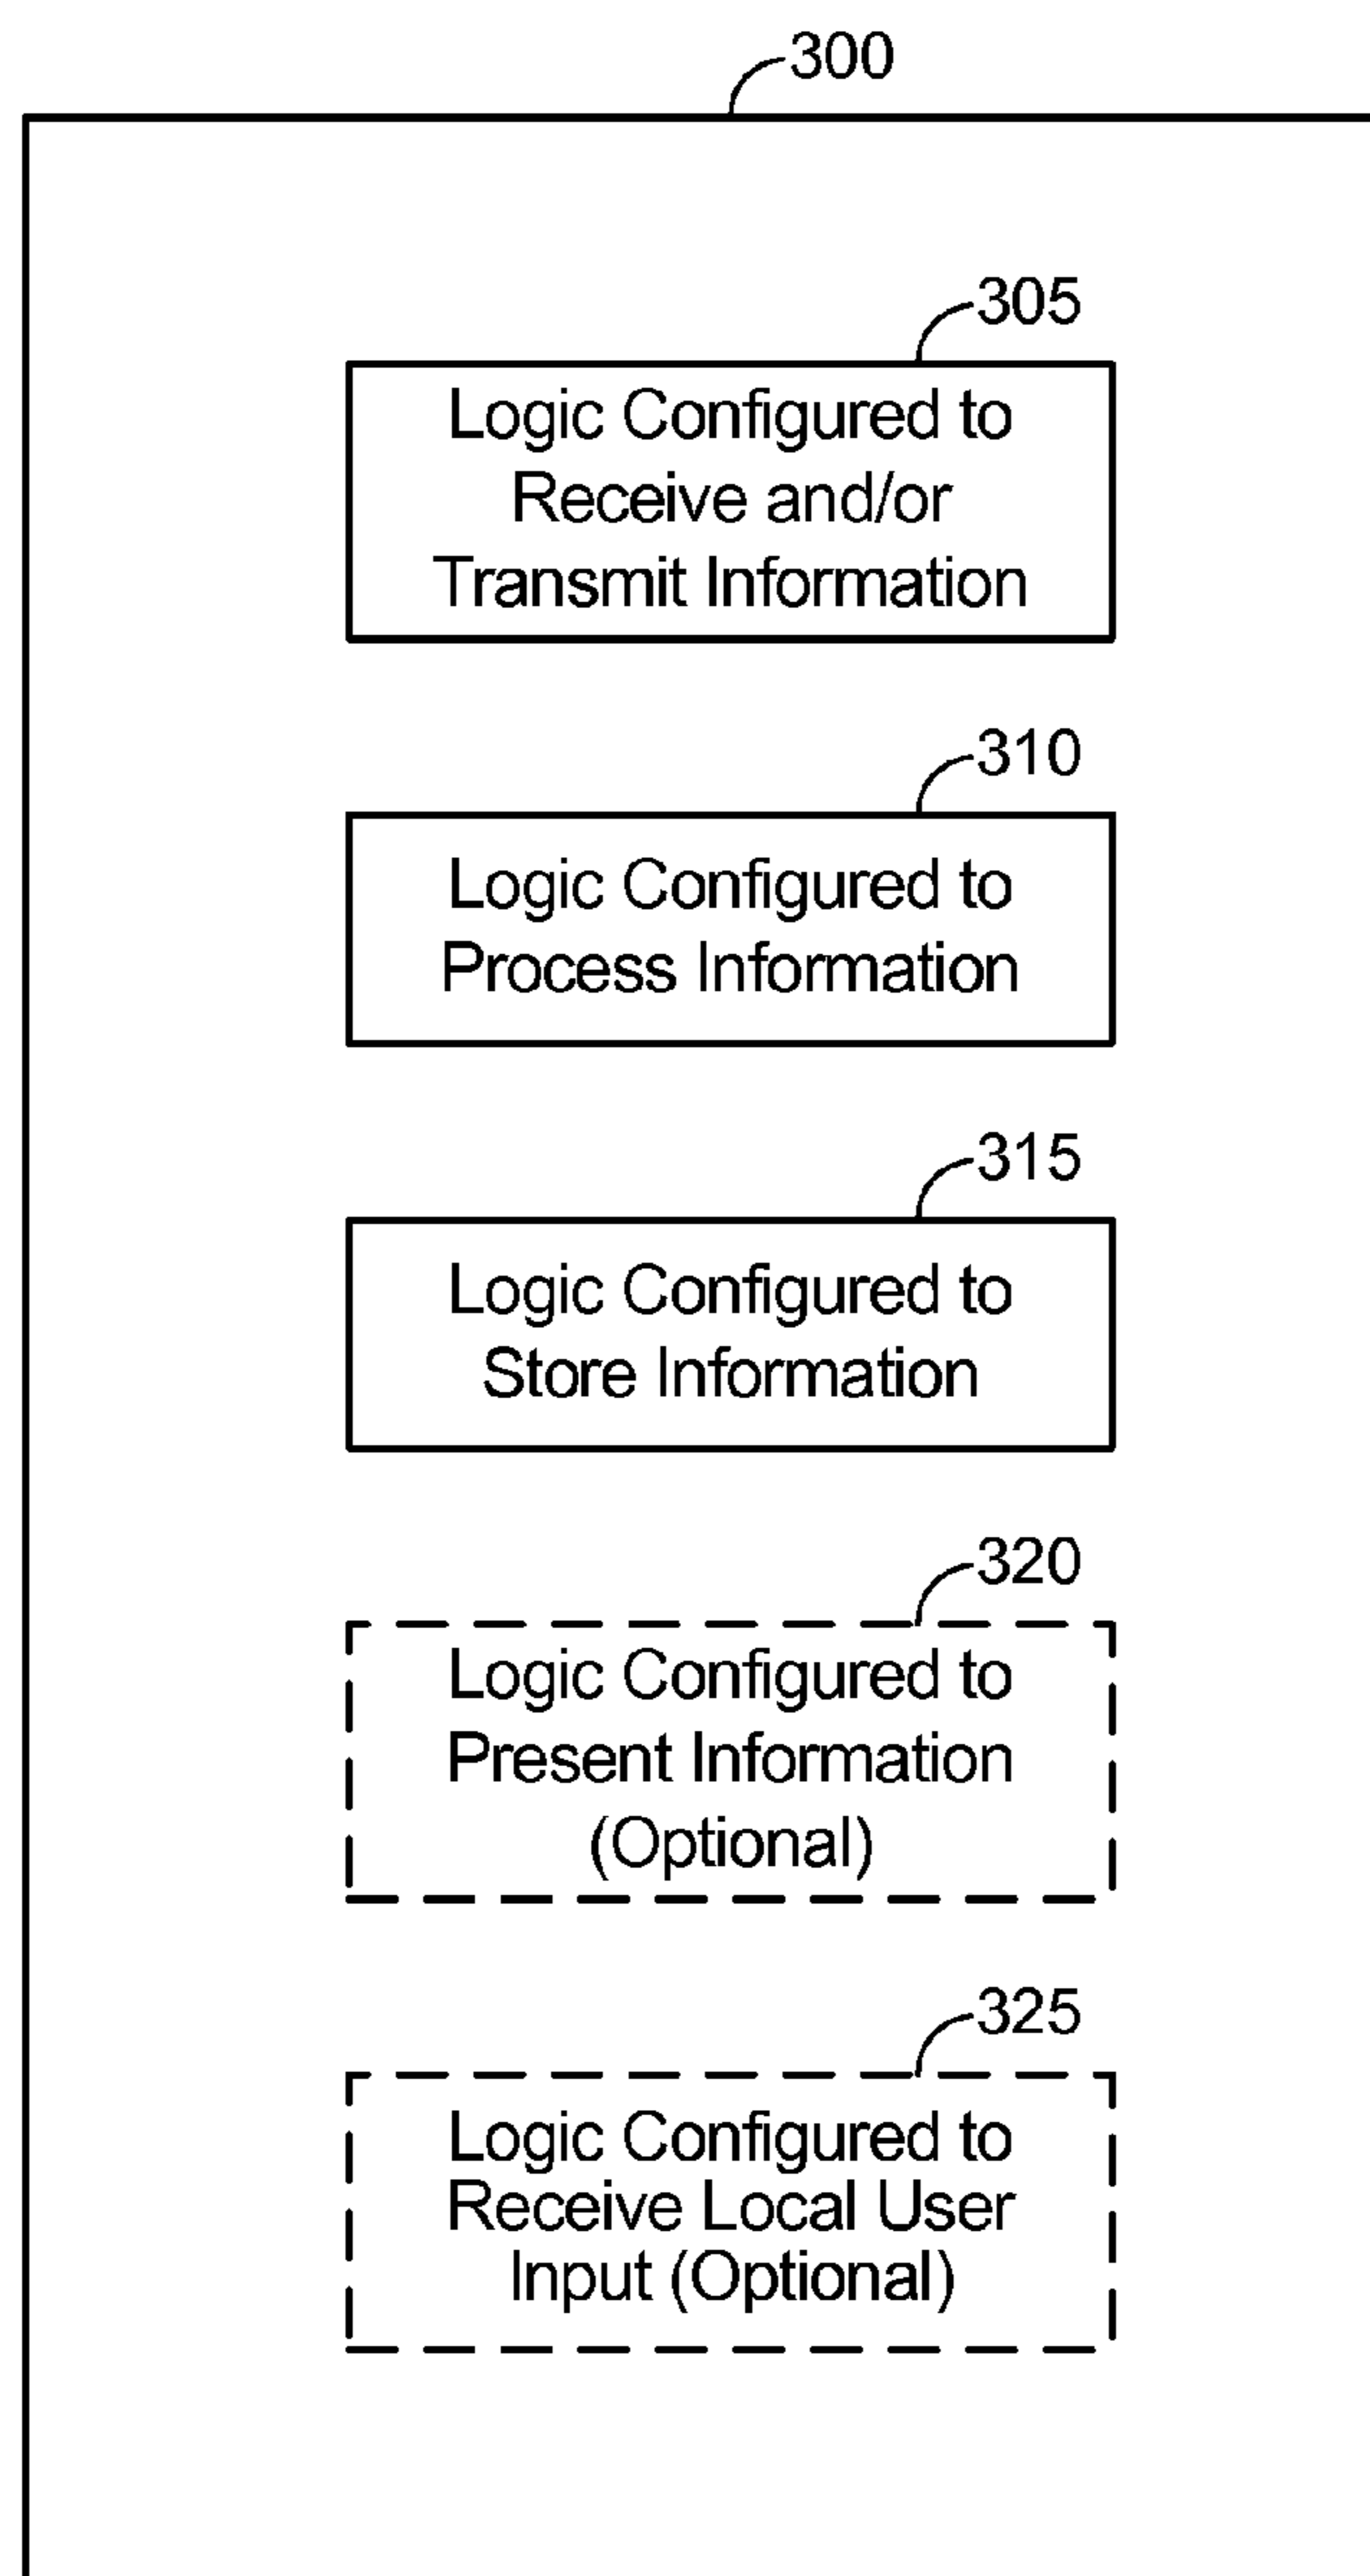 300
305
Logic Configured to
Receive and/or
Transmit Information
310
Logic Configured to
Process Information
315
Logic Configured to
Store Information
320
Logic Configured to
Present Information
(Optional)
325
Logic Configured to
Receive Local User
Input (Optional)